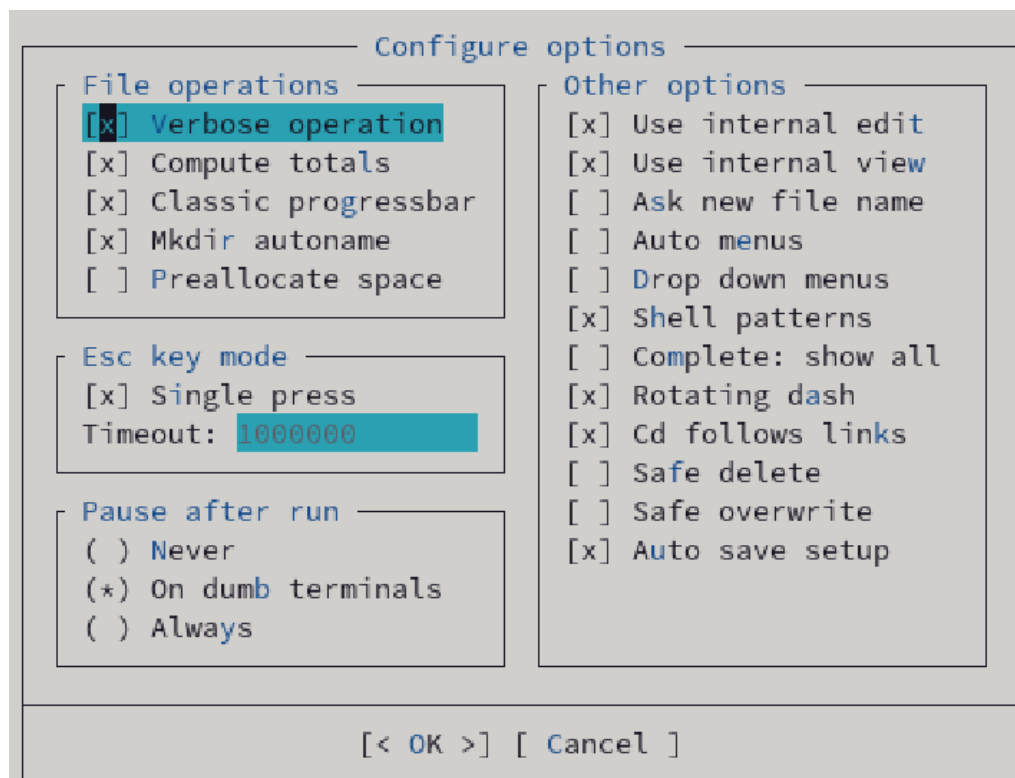 Configure options
File operations
[x] Verbose operation
[x] Compute totals
[x] Classic progressbar
[x] Mkdir autoname
[ ] Preallocate space
Esc key mode
[x] Single press
Timeout: 1000000
Pause after run
( ) Never
(*) On dumb terminals
( ) Always
Other options
[x] Use internal edit
[x] Use internal view
[ ] Ask new file name
[ ] Auto menus
[ ] Drop down menus
[x] Shell patterns
[ ] Complete: show all
[x] Rotating dash
[x] Cd follows links
[ ] Safe delete
[ ] Safe overwrite
[x] Auto save setup
[< OK >] [ Cancel ]